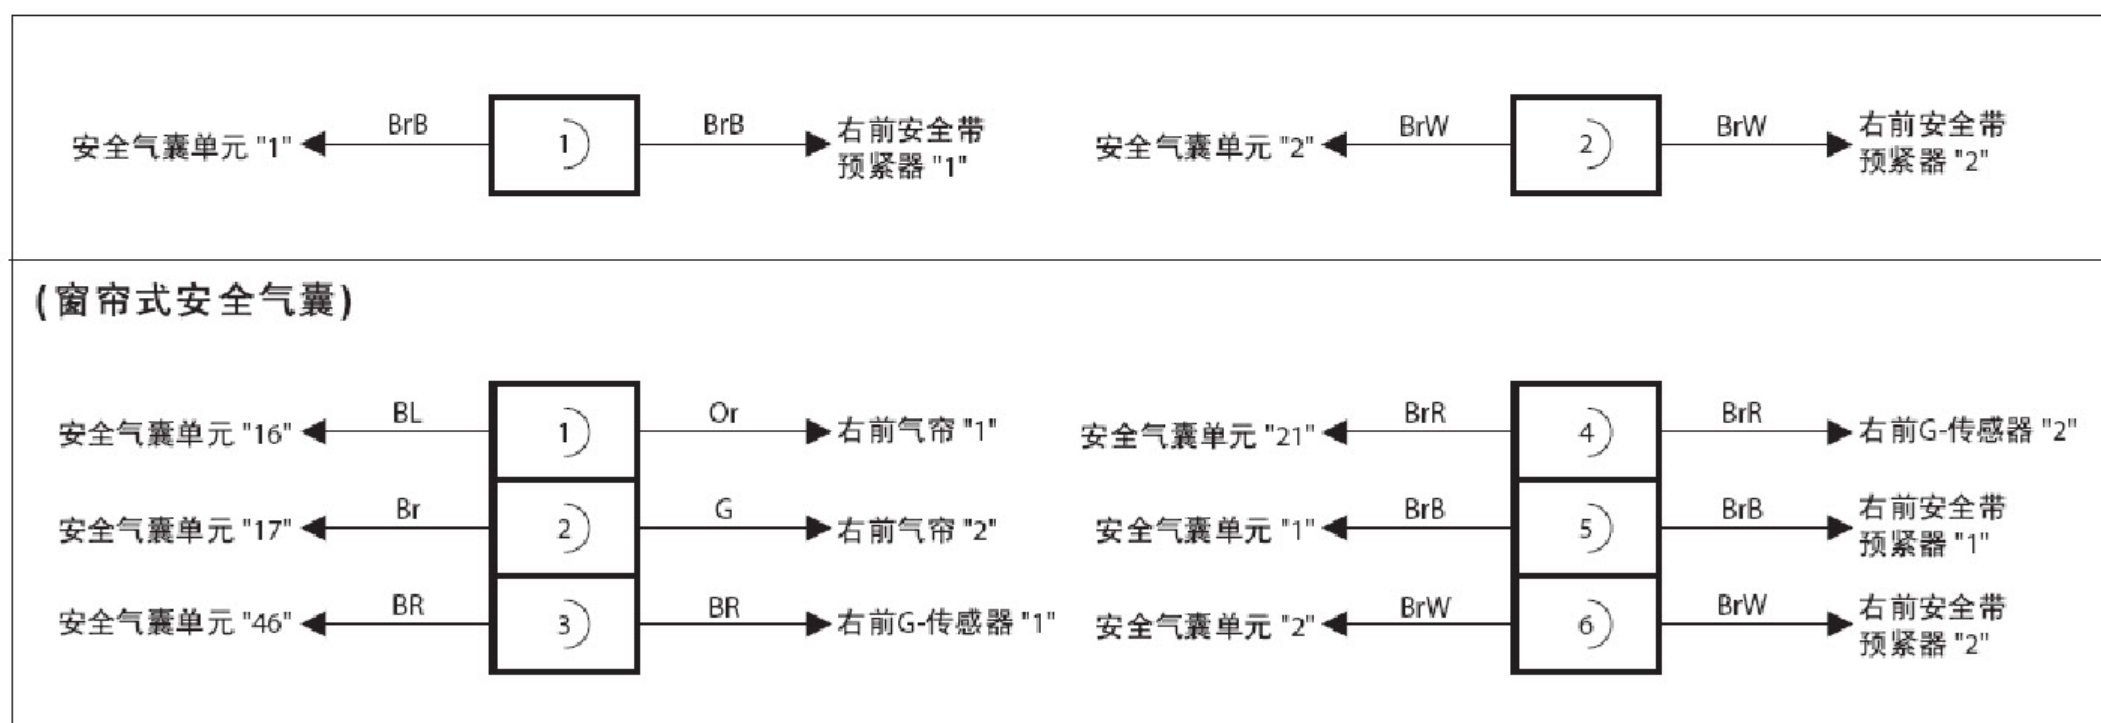 安全气囊单元 "1" BrB 1 BrB 右前安全带
预紧器 "1"
安全气囊单元 "2" BrW 2 BrW 右前安全带
预紧器 "2"
(窗帘式安全气囊)
安全气囊单元 "16" BL 1 Or 右前气帘 "1"
安全气囊单元 "17" Br 2 G 右前气帘 "2"
安全气囊单元 "46" BR 3 BR 右前G-传感器 "1"
安全气囊单元 "21" BrR 4 BrR 右前G-传感器 "2"
安全气囊单元 "1" BrB 5 BrB 右前安全带
预紧器 "1"
安全气囊单元 "2" BrW 6 BrW 右前安全带
预紧器 "2"